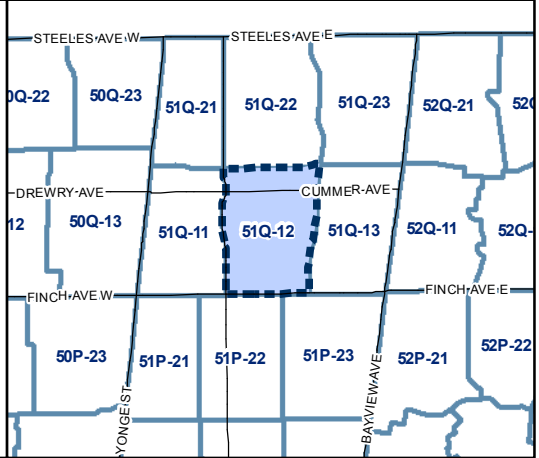 STEELES AVE W
STEELES AVE E
0Q-22
50Q-23
51Q-21
51Q-22
51Q-23
52Q-21
520
DREWRY AVE
CUMMER AVE
12
50Q-13
51Q-11
51Q-12
51Q-13
52Q-11
52Q-
FINCH AVE W
FINCH AVE E
50P-23
51P-21
51P-22
51P-23
52P-21
52P-22
YONGE ST
BAYVIEW AVE